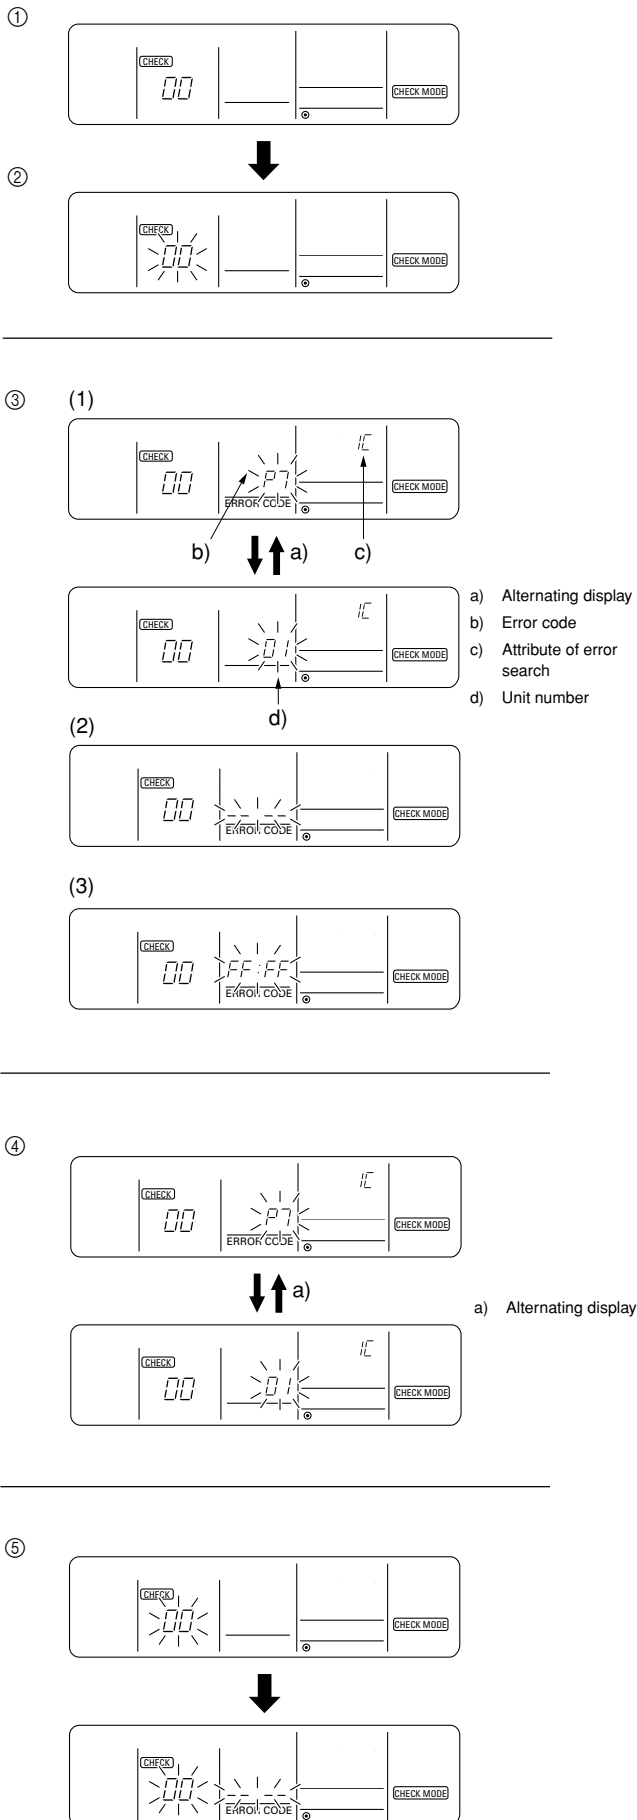 ①
CHECK
00
CHECK MODE
②
CHECK
00
CHECK MODE
③ (1)
CHECK
1C
00 P7
CHECK MODE
ERROR CODE
b) a) c)
CHECK
1C
00 01
CHECK MODE
d)
a) Alternating display
b) Error code
c) Attribute of error
search
d) Unit number
(2)
CHECK
00 -- --
CHECK MODE
ERROR CODE
(3)
CHECK
00 FF:FF
CHECK MODE
ERROR CODE
④
CHECK
1C
00 P7
CHECK MODE
ERROR CODE
a)
a) Alternating display
CHECK
1C
00 01
CHECK MODE
⑤
CHECK
00
CHECK MODE
CHECK
00 -- --
CHECK MODE
ERROR CODE